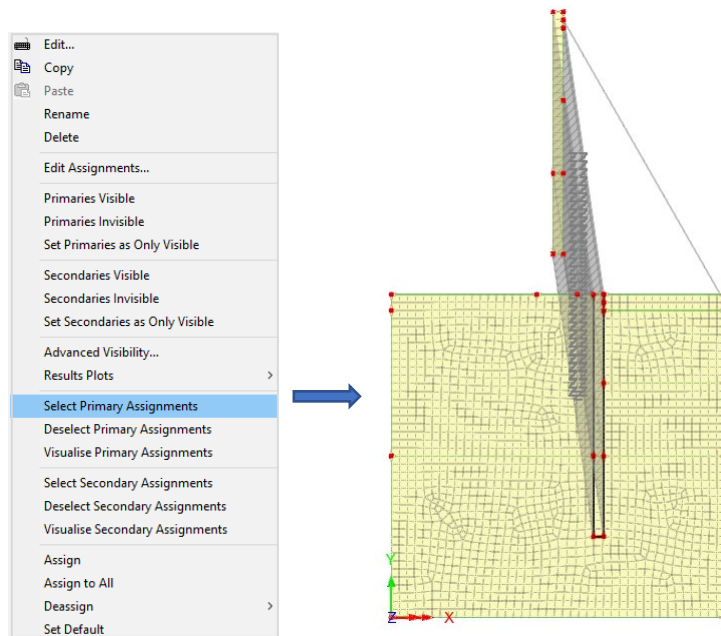 Edit...
Copy
Paste
Rename
Delete
Edit Assignments...
Primaries Visible
Primaries Invisible
Set Primaries as Only Visible
Secondaries Visible
Secondaries Invisible
Set Secondaries as Only Visible
Advanced Visibility...
Results Plots >
Select Primary Assignments
Deselect Primary Assignments
Visualise Primary Assignments
Select Secondary Assignments
Deselect Secondary Assignments
Visualise Secondary Assignments
Assign
Assign to All
Deassign >
Set Default
Y
Z
X